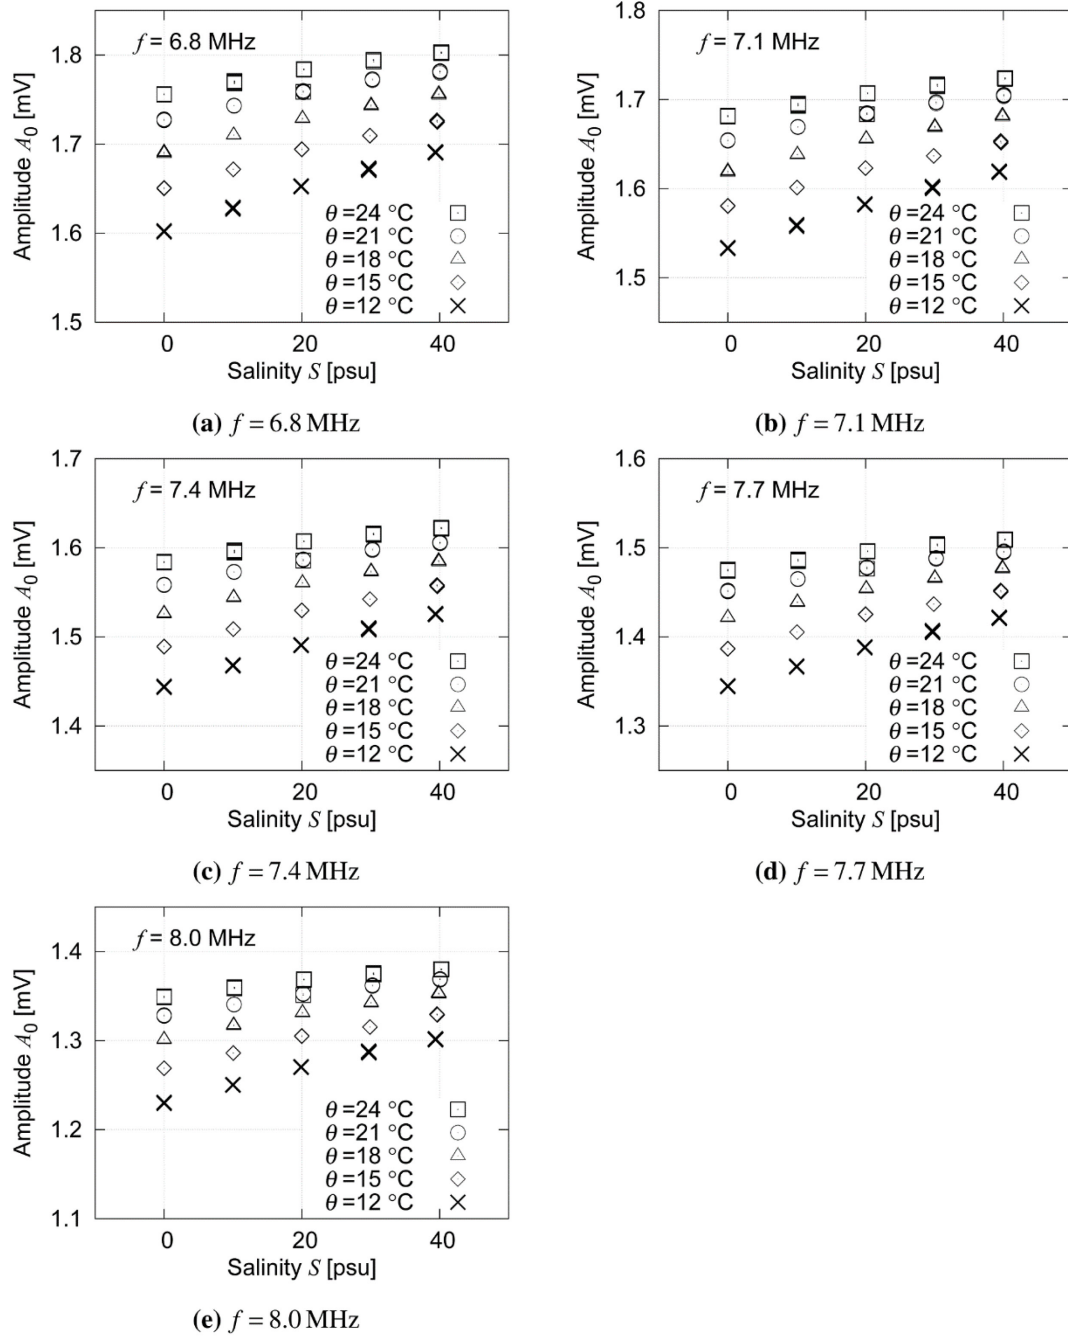 f = 6.8 MHz
1.8
1.7
1.6
1.5
Amplitude A0 [mV]
θ=24 °C
θ=21 °C
θ=18 °C
θ=15 °C
θ=12 °C
0 20 40
Salinity S [psu]
(a) f = 6.8 MHz
f = 7.1 MHz
1.8
1.7
1.6
1.5
Amplitude A0 [mV]
θ=24 °C
θ=21 °C
θ=18 °C
θ=15 °C
θ=12 °C
0 20 40
Salinity S [psu]
(b) f = 7.1 MHz
f = 7.4 MHz
1.7
1.6
1.5
1.4
Amplitude A0 [mV]
θ=24 °C
θ=21 °C
θ=18 °C
θ=15 °C
θ=12 °C
0 20 40
Salinity S [psu]
(c) f = 7.4 MHz
f = 7.7 MHz
1.6
1.5
1.4
1.3
Amplitude A0 [mV]
θ=24 °C
θ=21 °C
θ=18 °C
θ=15 °C
θ=12 °C
0 20 40
Salinity S [psu]
(d) f = 7.7 MHz
f = 8.0 MHz
1.4
1.3
1.2
1.1
Amplitude A0 [mV]
θ=24 °C
θ=21 °C
θ=18 °C
θ=15 °C
θ=12 °C
0 20 40
Salinity S [psu]
(e) f = 8.0 MHz